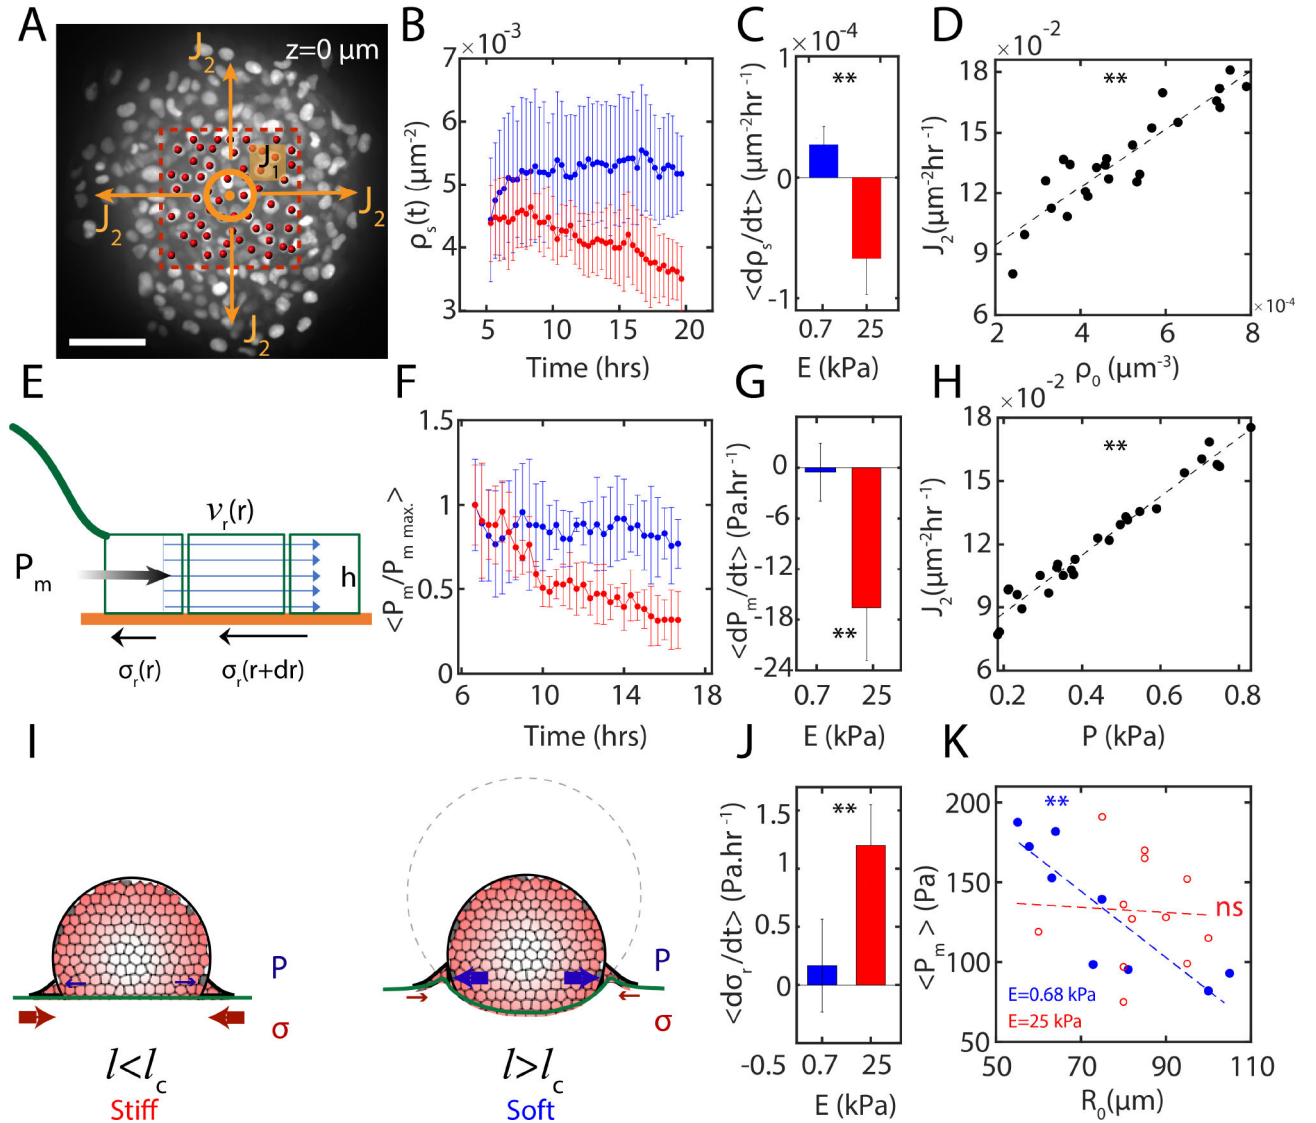 A
z=0 µm
J2
J1
J2
J2
J2
B
×10-3
7
5
4
3
ρs(t) (µm-2)
5
10
15
20
Time (hrs)
C
×10-4
1
0
-1
**
<dρs/dt> (µm-2hr-1)
0.7
25
E (kPa)
D
×10-2
18
15
12
9
6
**
J2(µm-2hr-1)
2
4
6
8
×10-4
ρ0 (µm-3)
E
Pm
vr(r)
h
σr(r)
σr(r+dr)
F
1.5
1
0.5
0
<Pm/Pm max.>
6
10
14
18
Time (hrs)
G
0
-6
-12
-18
-24
**
<dPm/dt> (Pa.hr-1)
0.7
25
E (kPa)
H
×10-2
18
15
12
9
6
**
J2(µm-2hr-1)
0.2
0.4
0.6
0.8
P (kPa)
I
P
σ
l<lc
Stiff
P
σ
l>lc
Soft
J
1.5
1
0.5
0
-0.5
**
<dσr/dt> (Pa.hr-1)
0.7
25
E (kPa)
K
200
150
100
50
**
ns
<Pm> (Pa)
E=0.68 kPa
E=25 kPa
50
70
90
110
R0(µm)